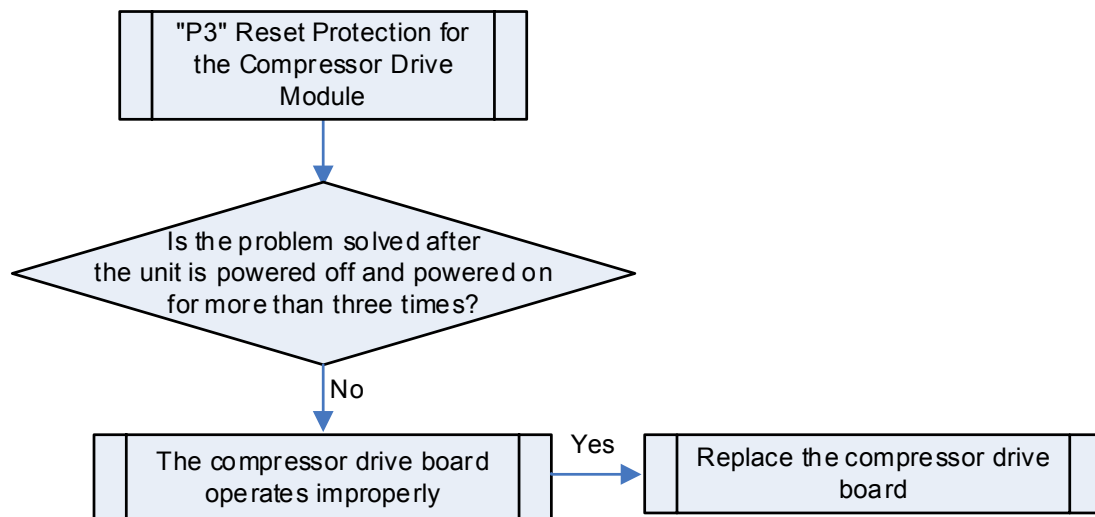 "P3" Reset Protection for
the Compressor Drive
Module
Is the problem solved after
the unit is powered off and powered on
for more than three times?
No
The compressor drive board
operates improperly
Yes
Replace the compressor drive
board